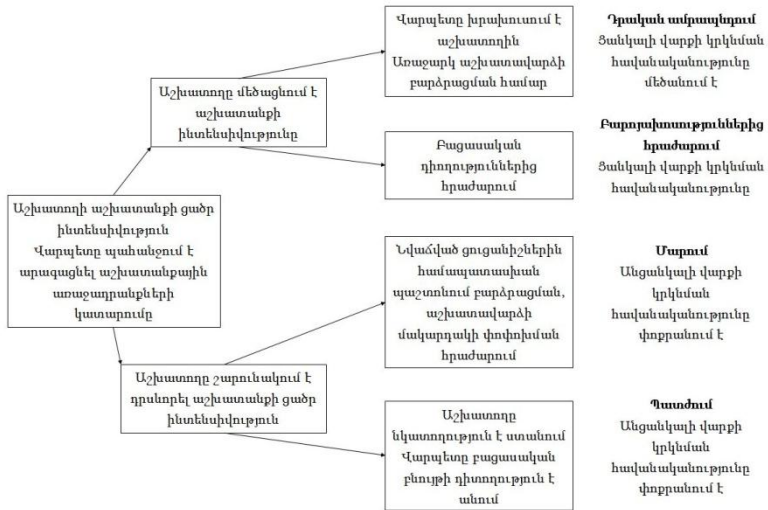 Վարպետը խրախուսում է
աշխատողին
Առաջարկ աշխատավարձի
բարձրացման համար
Դրական ամրապնդում
Ցանկալի վարքի կրկնման
հավանականությունը
մեծանում է
Աշխատողը մեծացնում է
աշխատանքի
ինտենսիվությունը
Բացասական
դիողություններից
հրաժարում
Բարոյախոսություններից
հրաժարում
Ցանկալի վարքի կրկնման
հավանականությունը
Աշխատողի աշխատանքի ցածր
ինտենսիվություն
Վարպետը պահանջում է
արագացնել աշխատանքային
առաջադրանքների
կատարումը
Նվաճված ցուցանիշներին
համապատասխան
պաշտոնում բարձրացման,
աշխատավարձի
մակարդակի փոփոխման
հրաժարում
Մարում
Անցանկալի վարքի
կրկնման
հավանականությունը
փոքրանում է
Աշխատողը շարունակում է
դրսևորել աշխատանքի ցածր
ինտենսիվություն
Աշխատողը
նկատողություն է ստանում
Վարպետը բացասական
բնույթի դիտողություն է
անում
Պատժում
Անցանկալի վարքի
կրկնման
հավանականությունը
փոքրանում է